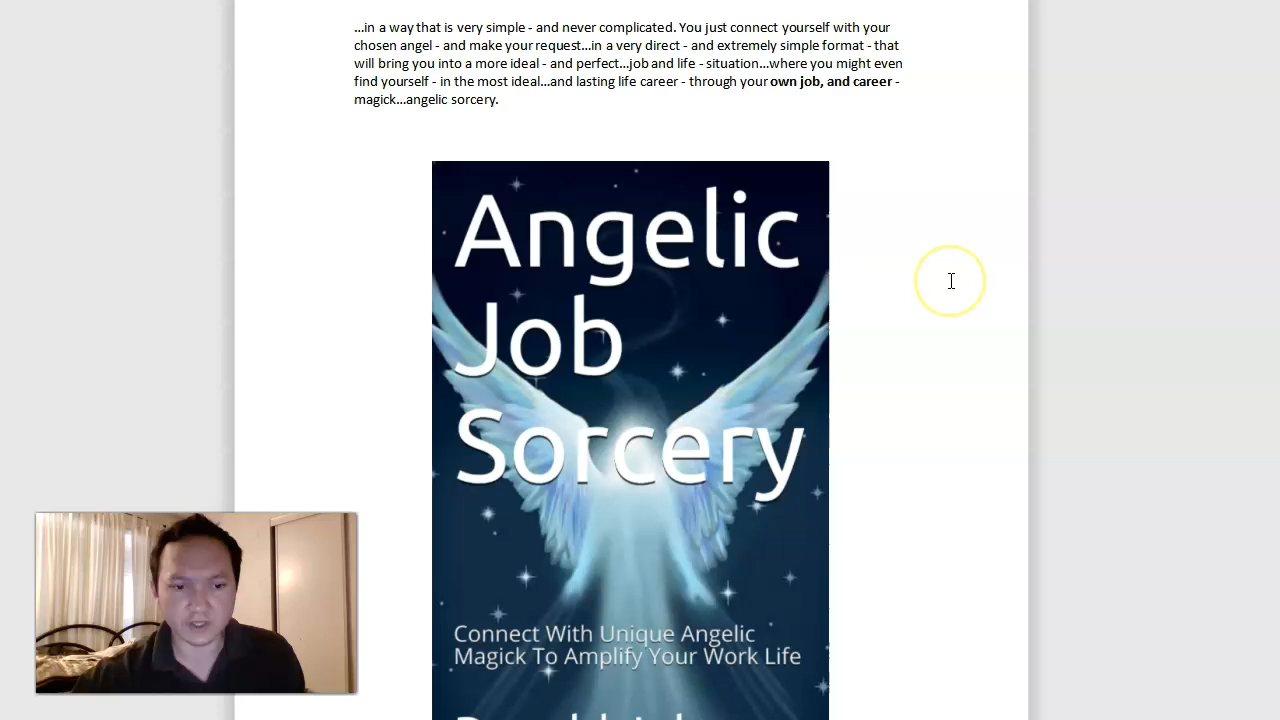 ...in a way that is very simple - and never complicated. You just connect yourself with your
chosen angel - and make your request...in a very direct - and extremely simple format - that
will bring you into a more ideal - and perfect...job and life - situation...where you might even
find yourself - in the most ideal...and lasting life career - through your own job, and career -
magick...angelic sorcery.
Angelic
Job
Sorcery
Connect With Unique Angelic
Magick To Amplify Your Work Life